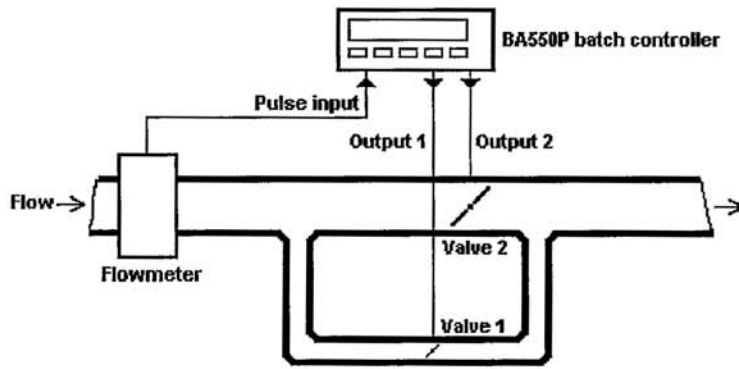 BA550P batch controller
Pulse input
Output 1
Output 2
Flow
Flowmeter
Valve 2
Valve 1